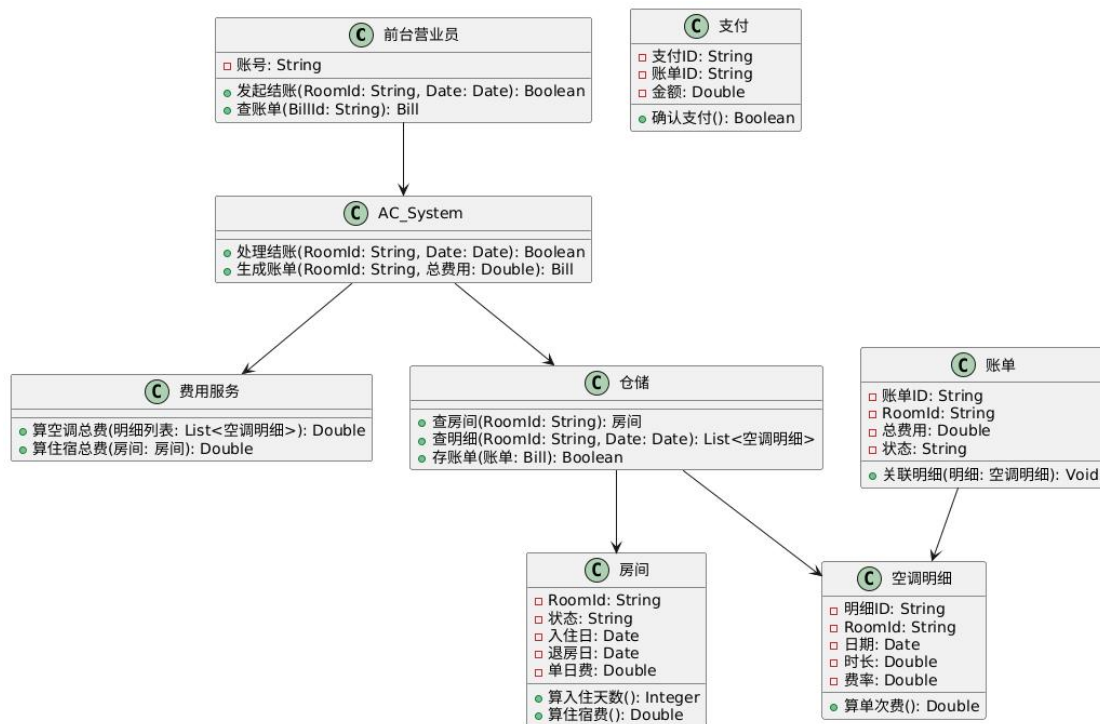 C 前台营业员
账号: String
发起结账(RoomId: String, Date: Date): Boolean
查账单(BillId: String): Bill
C 支付
支付ID: String
账单ID: String
金额: Double
确认支付(): Boolean
C AC_System
处理结账(RoomId: String, Date: Date): Boolean
生成账单(RoomId: String, 总费用: Double): Bill
C 费用服务
算空调总费(明细列表: List<空调明细>): Double
算住宿总费(房间: 房间): Double
C 仓储
查房间(RoomId: String): 房间
查明细(RoomId: String, Date: Date): List<空调明细>
存账单(账单: Bill): Boolean
C 账单
账单ID: String
RoomId: String
总费用: Double
状态: String
关联明细(明细: 空调明细): Void
C 房间
RoomId: String
状态: String
入住日: Date
退房日: Date
单日费: Double
算入住天数(): Integer
算住宿费(): Double
C 空调明细
明细ID: String
RoomId: String
日期: Date
时长: Double
费率: Double
算单次费(): Double